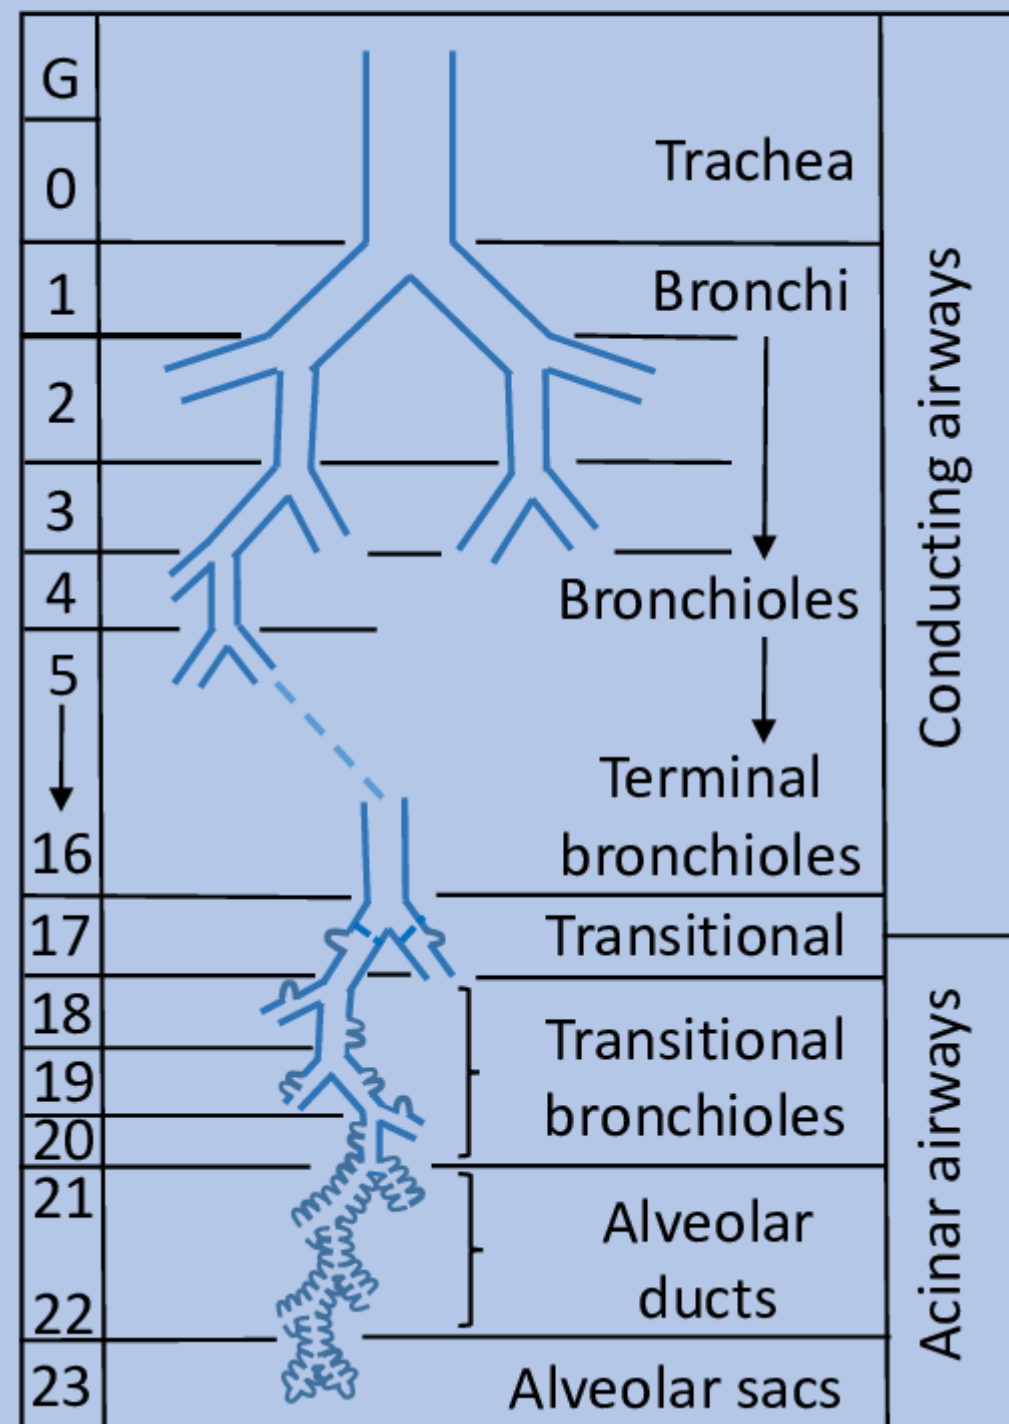 G
0
Trachea
1
Bronchi
2
3
4
Bronchioles
5
Terminal
16
bronchioles
17
Transitional
18
Transitional
19
bronchioles
20
21
Alveolar
22
ducts
23
Alveolar sacs
Conducting airways
Acinar airways